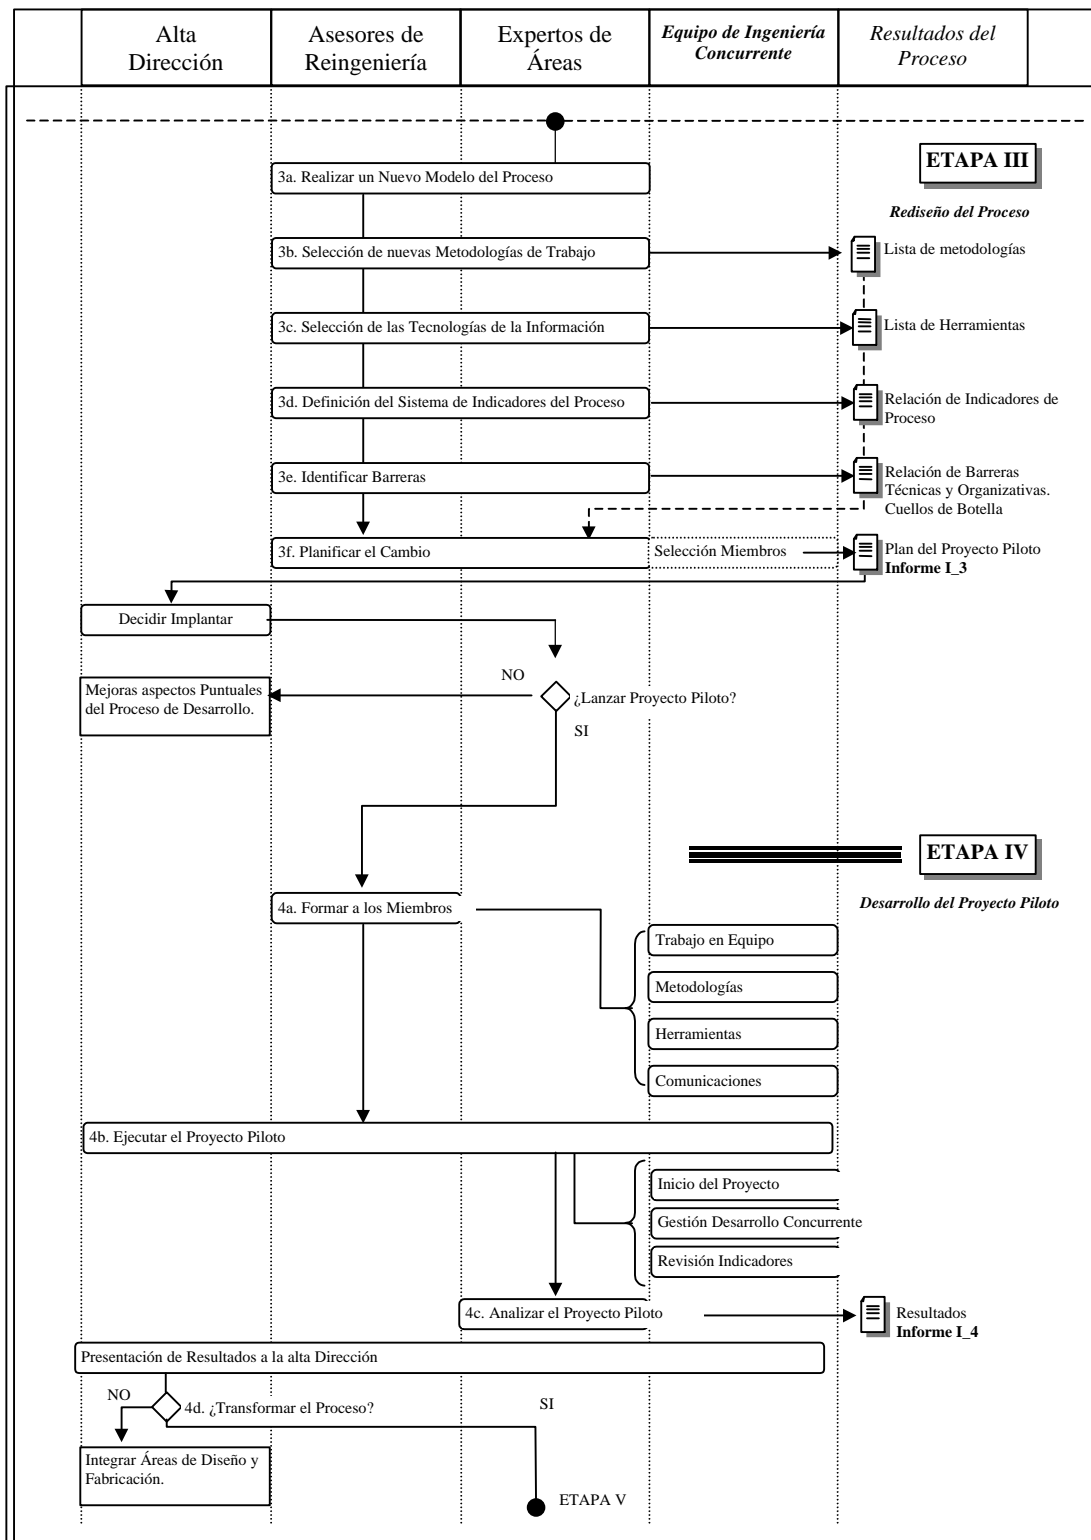 Alta
Dirección
Asesores de
Reingeniería
Expertos de
Áreas
Equipo de Ingeniería
Concurrente
Resultados del
Proceso
ETAPA III
3a. Realizar un Nuevo Modelo del Proceso
Rediseño del Proceso
3b. Selección de nuevas Metodologías de Trabajo
Lista de metodologías
3c. Selección de las Tecnologías de la Información
Lista de Herramientas
3d. Definición del Sistema de Indicadores del Proceso
Relación de Indicadores de
Proceso
3e. Identificar Barreras
Relación de Barreras
Técnicas y Organizativas.
Cuellos de Botella
3f. Planificar el Cambio
Selección Miembros
Plan del Proyecto Piloto
Informe I_3
Decidir Implantar
NO
Mejoras aspectos Puntuales
del Proceso de Desarrollo.
¿Lanzar Proyecto Piloto?
SI
ETAPA IV
Desarrollo del Proyecto Piloto
4a. Formar a los Miembros
Trabajo en Equipo
Metodologías
Herramientas
Comunicaciones
4b. Ejecutar el Proyecto Piloto
Inicio del Proyecto
Gestión Desarrollo Concurrente
Revisión Indicadores
4c. Analizar el Proyecto Piloto
Resultados
Informe I_4
Presentación de Resultados a la alta Dirección
NO
4d. ¿Transformar el Proceso?
SI
Integrar Áreas de Diseño y
Fabricación.
ETAPA V